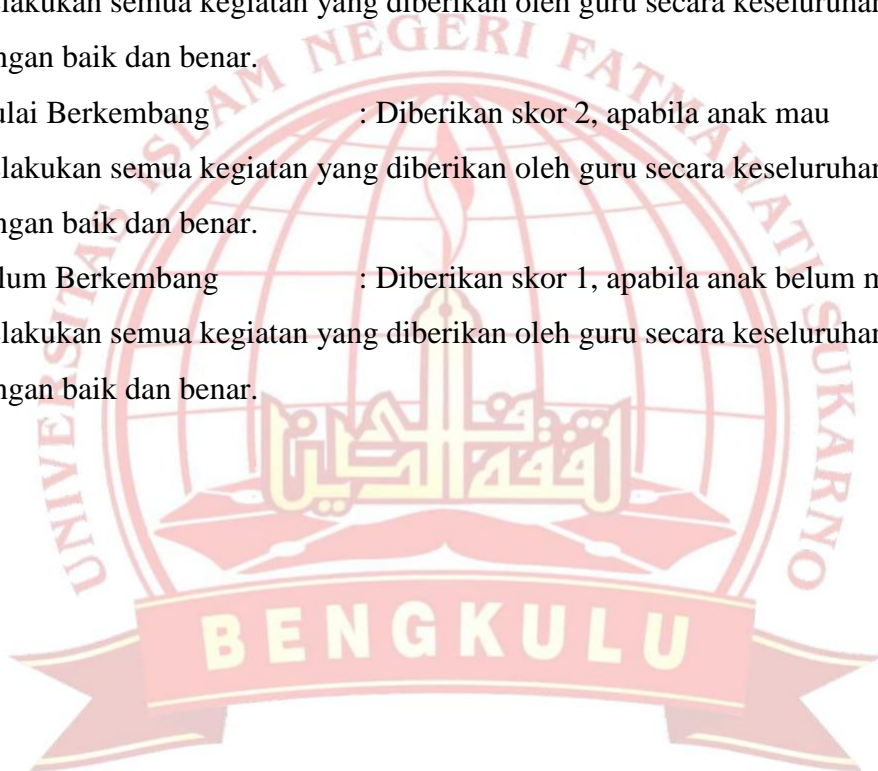 lakukan semua kegiatan yang diberikan oleh guru secara keseluruhan
ngan baik dan benar.
ulai Berkembang : Diberikan skor 2, apabila anak mau
lakukan semua kegiatan yang diberikan oleh guru secara keseluruhan
ngan baik dan benar.
lum Berkembang : Diberikan skor 1, apabila anak belum m
lakukan semua kegiatan yang diberikan oleh guru secara keseluruhan
ngan baik dan benar.
UNIVERSITAS ISLAM NEGERI FATMAWATI SUKARNO
BENGKULU